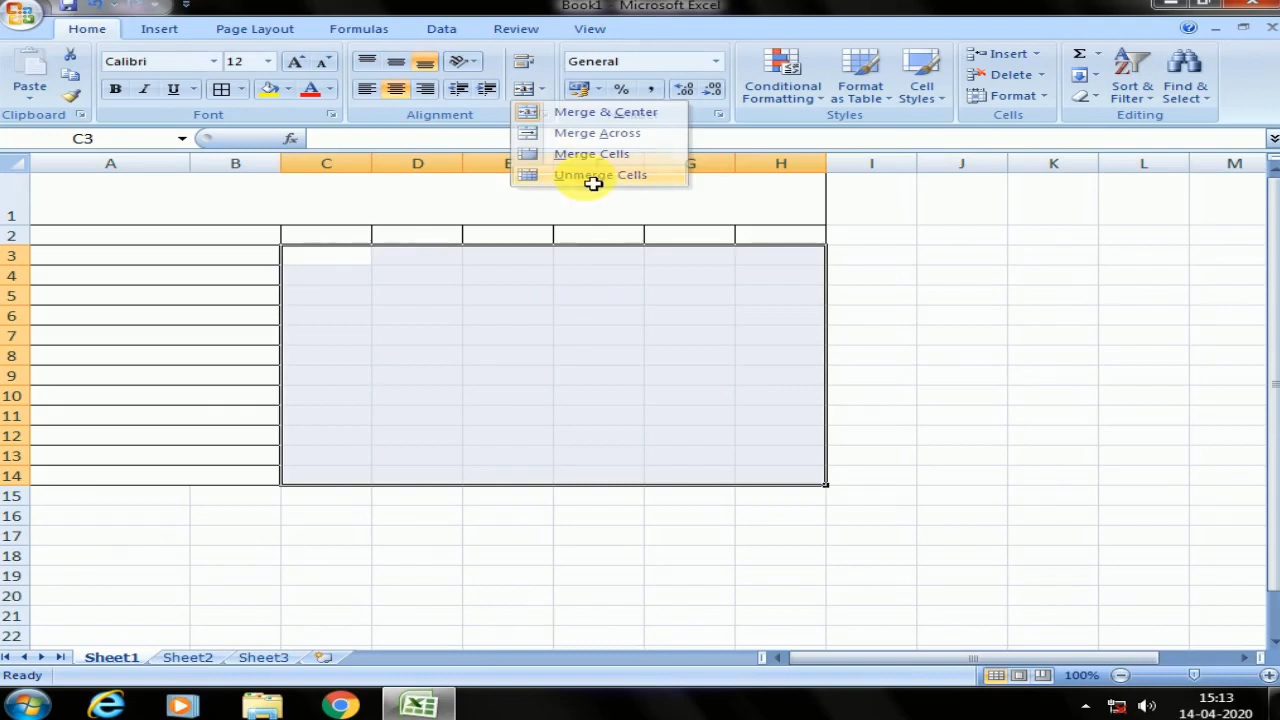 Book1 - Microsoft Excel
Home Insert Page Layout Formulas Data Review View
Calibri 12 A A General
Paste B I U A % , Conditional Formatting Format as Table Cell Styles Insert Delete Format Σ Sort & Filter Find & Select
Clipboard Font Alignment Styles Cells Editing
Merge & Center
Merge Across
Merge Cells
Unmerge Cells
C3 fx
A B C D E G H I J K L M
1
2
3
4
5
6
7
8
9
10
11
12
13
14
15
16
17
18
19
20
21
22
Sheet1 Sheet2 Sheet3
Ready 100%
15:13
14-04-2020